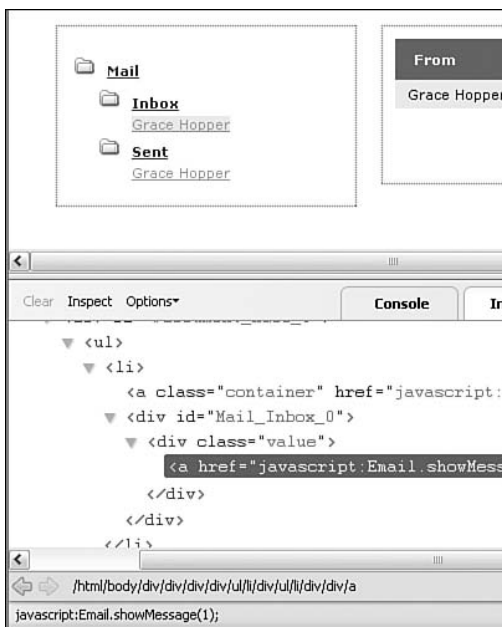 Mail
Inbox
Grace Hopper
Sent
Grace Hopper
From
Grace Hopper
Clear Inspect Options
Console
<ul>
<li>
<a class="container" href="javascript:
<div id="Mail_Inbox_0">
<div class="value">
<a href="javascript:Email.showMess
</div>
</div>
</li>
/html/body/div/div/div/div/ul/li/div/ul/li/div/div/a
javascript:Email.showMessage(1);